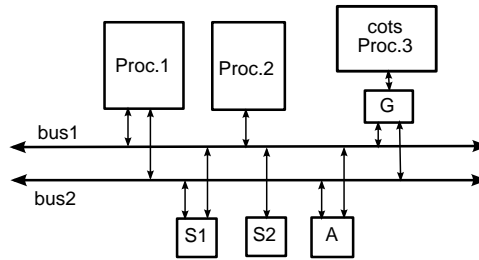 cots
Proc.3
Proc.1
Proc.2
G
bus1
bus2
S1
S2
A